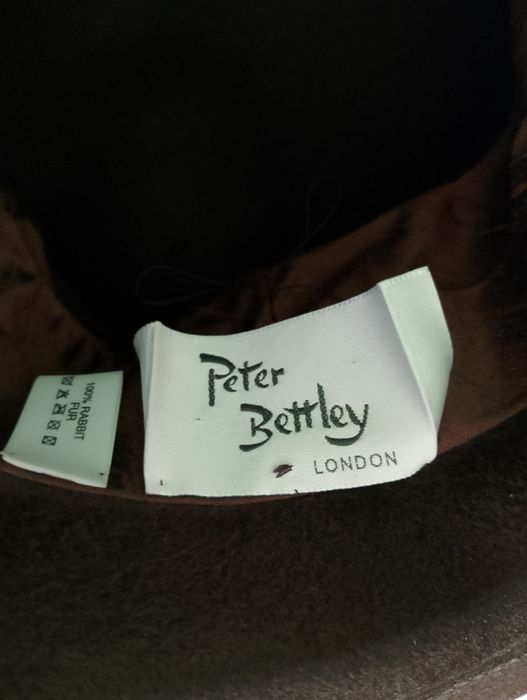 Peter
Bettley
LONDON
100% RABBIT
FUR